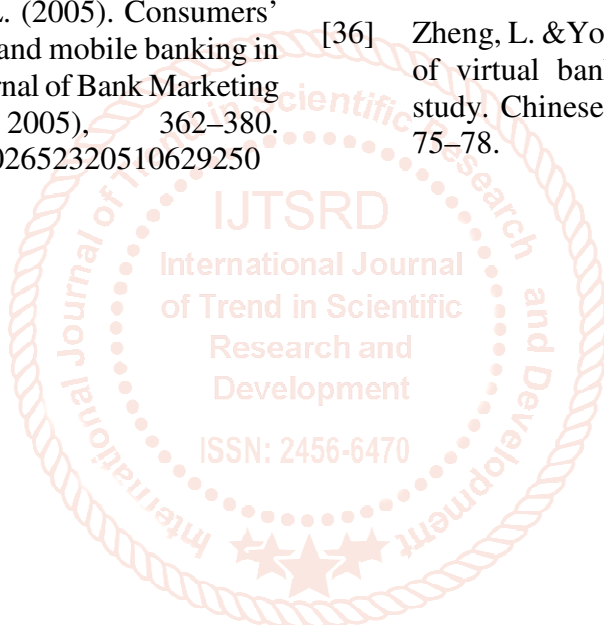 L. (2005). Consumers’
and mobile banking in
rnal of Bank Marketing
2005), 362–380.
02652320510629250
[36] Zheng, L. &Yo
of virtual bank
study. Chinese
75–78.
International Journal of Trend in Scientific Research and Development
IJTSRD
International Journal
of Trend in Scientific
Research and
Development
ISSN: 2456-6470